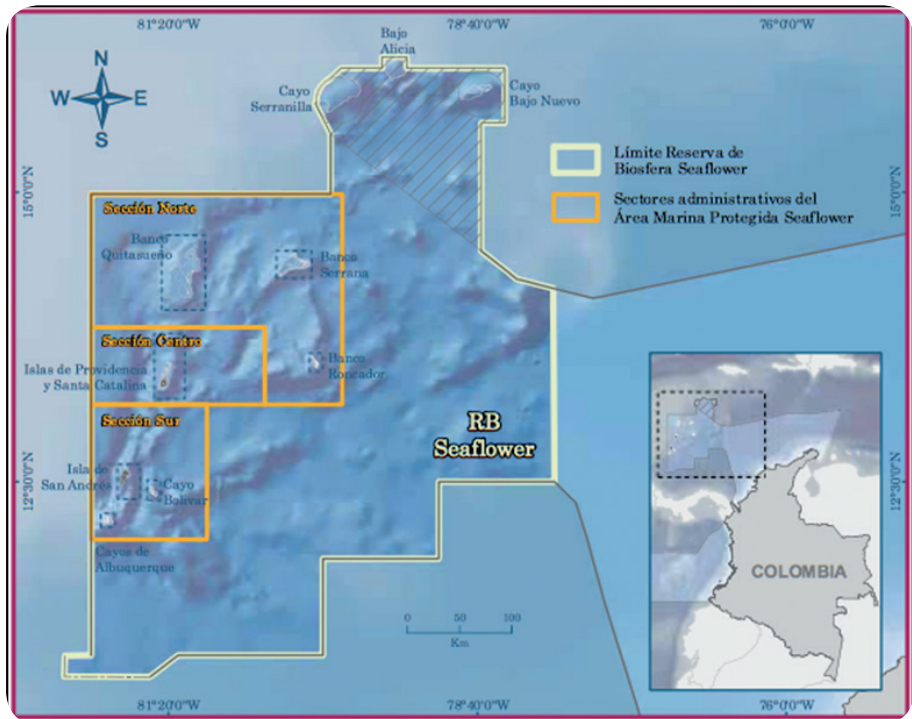 81°20'0"W
78°40'0"W
76°0'0"W
N
W
E
S
Bajo
Alicia
Cayo
Serranilla
Cayo
Bajo Nuevo
Límite Reserva de
Biosfera Seaflower
Sectores administrativos del
Área Marina Protegida Seaflower
15°0'0"N
15°0'0"N
Sección Norte
Banco
Quitasueño
Banco
Serrana
Sección Centro
Islas de Providencia
y Santa Catalina
Banco
Roncador
Sección Sur
RB
Seaflower
Isla de
San Andrés
Cayo
Bolívar
12°30'0"N
12°30'0"N
Cayos de
Albuquerque
COLOMBIA
0 50 100
Km
81°20'0"W
78°40'0"W
76°0'0"W